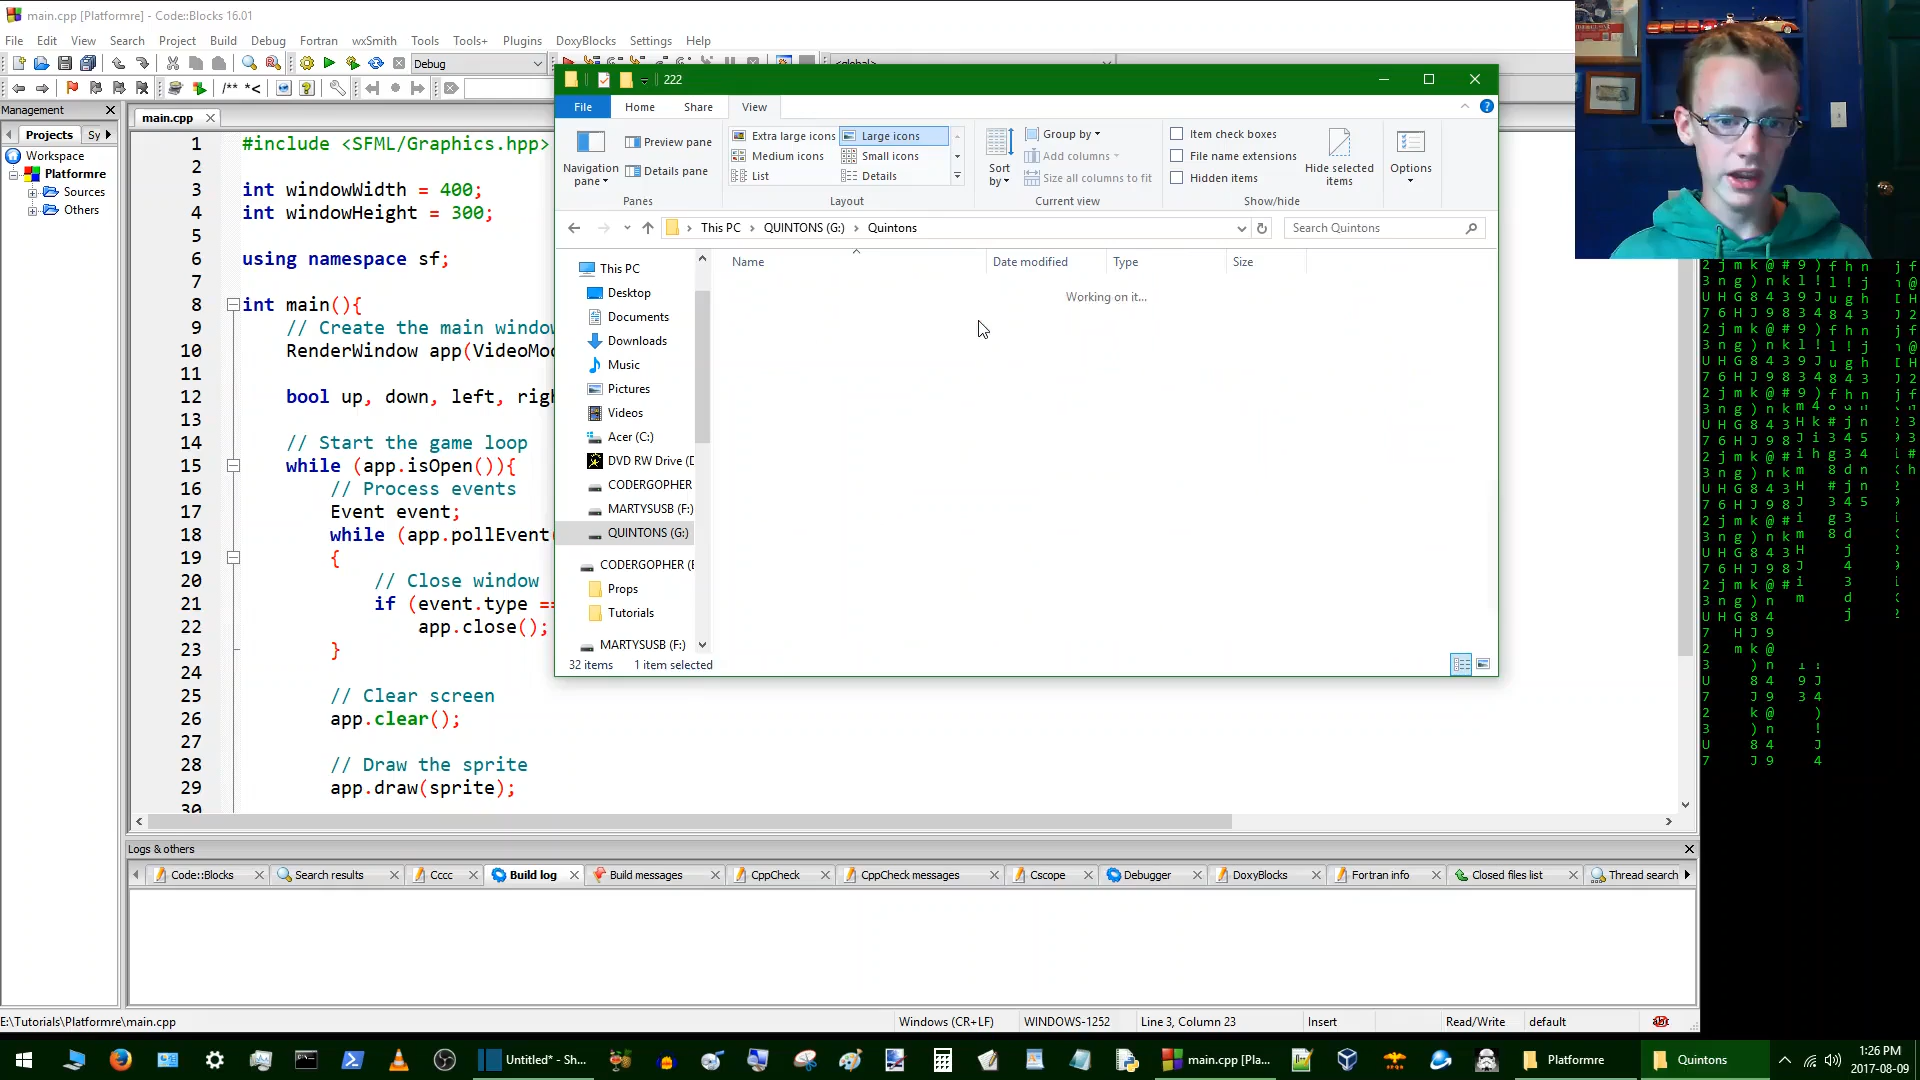 main.cpp [Platformre] - Code::Blocks 16.01
File Edit View Search Project Build Debug Fortran wxSmith Tools Tools+ Plugins DoxyBlocks Settings Help
Debug
<global>
/** *<
Management
Projects Sy
Workspace
Platformre
Sources
Others
main.cpp
1 #include <SFML/Graphics.hpp>
2
3 int windowWidth = 400;
4 int windowHeight = 300;
5
6 using namespace sf;
7
8 int main(){
9 // Create the main window
10 RenderWindow app(VideoMo
11
12 bool up, down, left, righ
13
14 // Start the game loop
15 while (app.isOpen()){
16 // Process events
17 Event event;
18 while (app.pollEvent(
19 {
20 // Close window
21 if (event.type ==
22 app.close();
23 }
24
25 // Clear screen
26 app.clear();
27
28 // Draw the sprite
29 app.draw(sprite);
30
222
File Home Share View
Navigation pane
Preview pane
Details pane
Panes
Extra large icons Large icons
Medium icons Small icons
List Details
Layout
Sort by
Group by
Add columns
Size all columns to fit
Current view
Item check boxes
File name extensions
Hidden items
Hide selected items
Show/hide
Options
This PC > QUINTONS (G:) > Quintons
Search Quintons
Name Date modified Type Size
Working on it...
This PC
Desktop
Documents
Downloads
Music
Pictures
Videos
Acer (C:)
DVD RW Drive (D
CODERGOPHER
MARTYSUSB (F:)
QUINTONS (G:)
CODERGOPHER (E
Props
Tutorials
MARTYSUSB (F:)
32 items 1 item selected
Logs & others
Code::Blocks Search results Cccc Build log Build messages CppCheck CppCheck messages Cscope Debugger DoxyBlocks Fortran info Closed files list Thread search
E:\Tutorials\Platformre\main.cpp Windows (CR+LF) WINDOWS-1252 Line 3, Column 23 Insert Read/Write default
Untitled* - Sh... main.cpp [Pla... Platformre Quintons
1:26 PM
2017-08-09